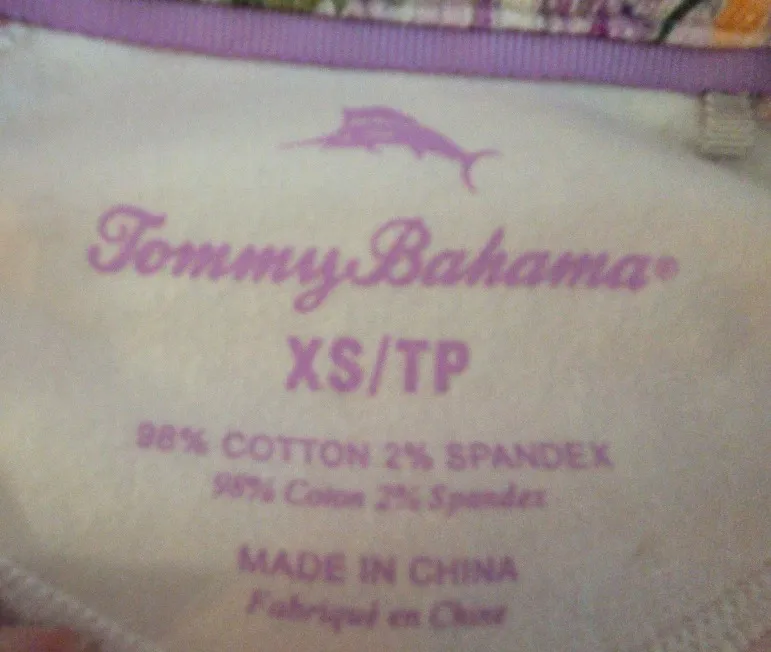 Tommy Bahama®
XS/TP
98% COTTON 2% SPANDEX
98% Coton 2% Spandex
MADE IN CHINA
Fabriqué en Chine